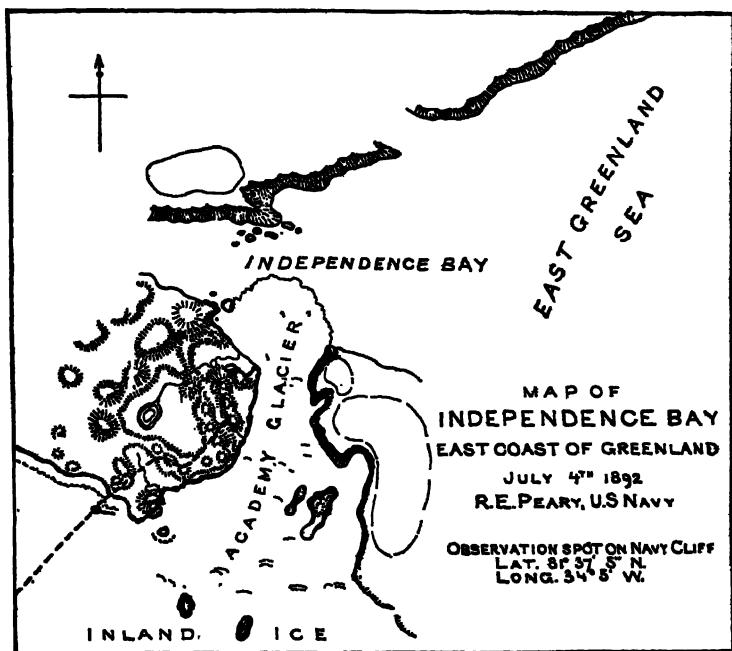 EAST GREENLAND
SEA
INDEPENDENCE BAY
ACADEMY GLACIER
MAP OF
INDEPENDENCE BAY
EAST COAST OF GREENLAND
JULY 4TH 1892
R.E. PEARY, U.S NAVY
OBSERVATION SPOT ON NAVY CLIFF
LAT. 81° 37' 5" N.
LONG. 34° 5' W.
INLAND, ICE